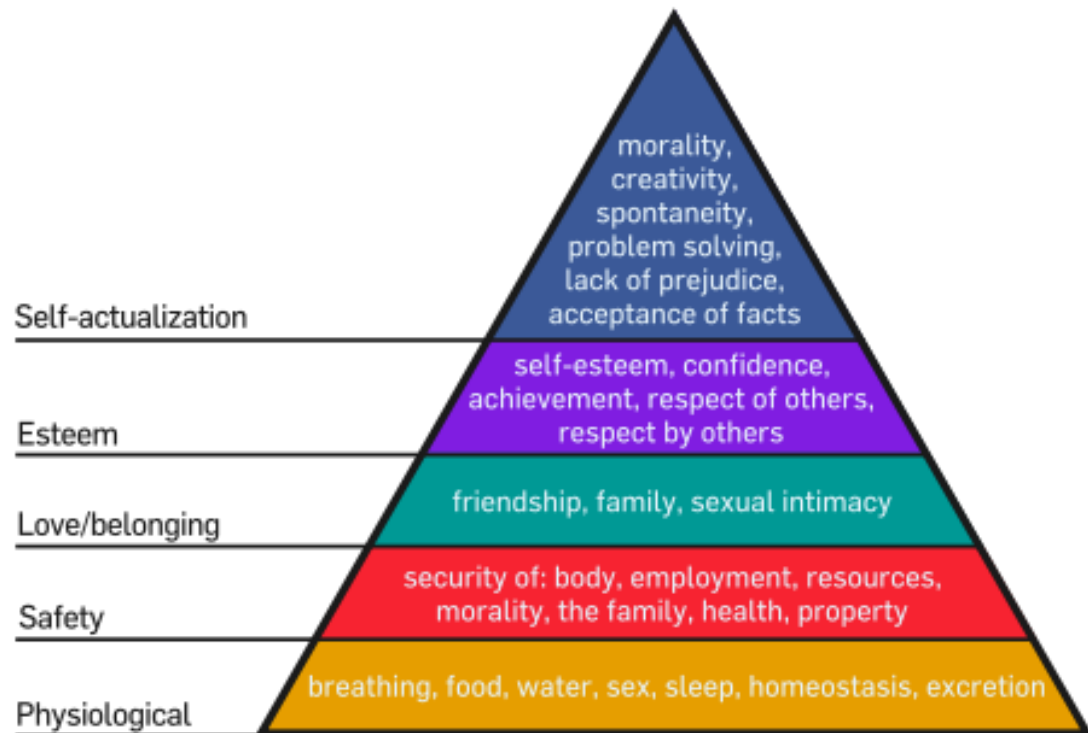 morality,
creativity,
spontaneity,
problem solving,
lack of prejudice,
acceptance of facts
Self-actualization
self-esteem, confidence,
achievement, respect of others,
respect by others
Esteem
friendship, family, sexual intimacy
Love/belonging
security of: body, employment, resources,
morality, the family, health, property
Safety
breathing, food, water, sex, sleep, homeostasis, excretion
Physiological